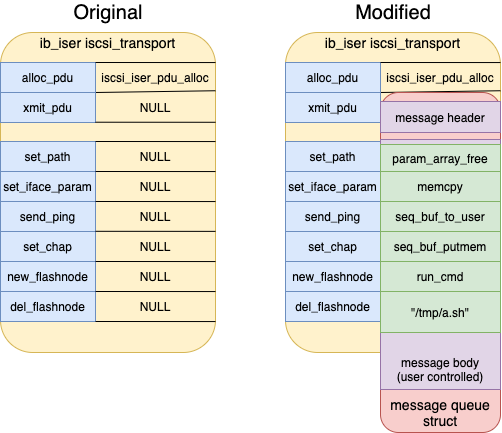 Original
ib_iser iscsi_transport
alloc_pdu iscsi_iser_pdu_alloc
xmit_pdu NULL
set_path NULL
set_iface_param NULL
send_ping NULL
set_chap NULL
new_flashnode NULL
del_flashnode NULL
Modified
ib_iser iscsi_transport
alloc_pdu iscsi_iser_pdu_alloc
xmit_pdu
message header
set_path param_array_free
set_iface_param memcpy
send_ping seq_buf_to_user
set_chap seq_buf_putmem
new_flashnode run_cmd
del_flashnode "/tmp/a.sh"
message body
(user controlled)
message queue
struct